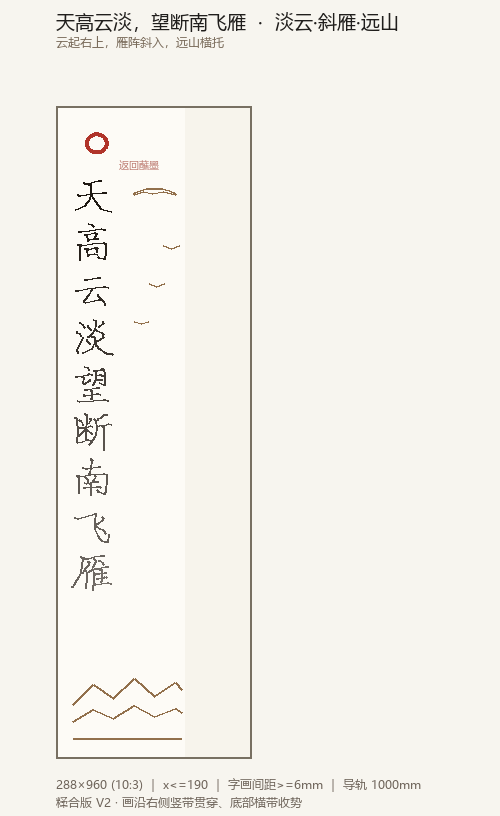 天高云淡，望断南飞雁 · 淡云·斜雁·远山
云起右上，雁阵斜入，远山横托
返回蘸墨
天高云淡望断南飞雁
288×960 (10:3) | x<=190 | 字画间距>=6mm | 导轨 1000mm
糅合版 V2 · 画沿右侧竖带贯穿、底部横带收势